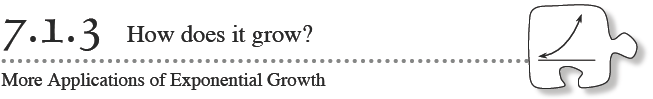 7.1.3 How does it grow?
More Applications of Exponential Growth